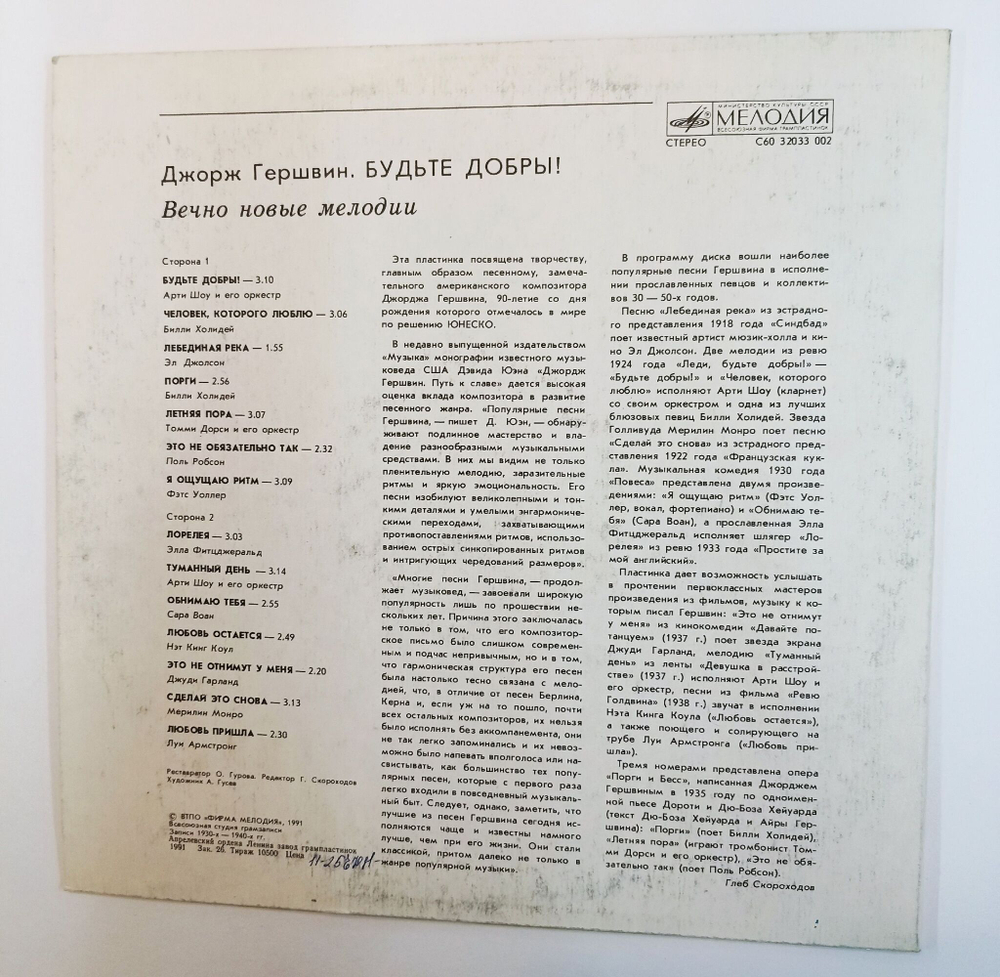 МИНИСТЕРСТВО КУЛЬТУРЫ СССР
МЕЛОДИЯ
ВСЕСОЮЗНАЯ ФИРМА ГРАМПЛАСТИНОК
СТЕРЕО С60 32033 002
Джорж Гершвин. БУДЬТЕ ДОБРЫ!
Вечно новые мелодии
Сторона 1
БУДЬТЕ ДОБРЫ! — 3.10
Арти Шоу и его оркестр
ЧЕЛОВЕК, КОТОРОГО ЛЮБЛЮ — 3.06
Билли Холидей
ЛЕБЕДИНАЯ РЕКА — 1.55
Эл Джолсон
ПОРГИ — 2.56
Билли Холидей
ЛЕТНЯЯ ПОРА — 3.07
Томми Дорси и его оркестр
ЭТО НЕ ОБЯЗАТЕЛЬНО ТАК — 2.32
Поль Робсон
Я ОЩУЩАЮ РИТМ — 3.09
Фэтс Уоллер
Сторона 2
ЛОРЕЛЕЯ — 3.03
Элла Фитцджеральд
ТУМАННЫЙ ДЕНЬ — 3.14
Арти Шоу и его оркестр
ОБНИМАЮ ТЕБЯ — 2.55
Сара Воан
ЛЮБОВЬ ОСТАЕТСЯ — 2.49
Нэт Кинг Коул
ЭТО НЕ ОТНИМУТ У МЕНЯ — 2.20
Джуди Гарланд
СДЕЛАЙ ЭТО СНОВА — 3.13
Мерилин Монро
ЛЮБОВЬ ПРИШЛА — 2.30
Луи Армстронг
Реставратор О. Гурова. Редактор Г. Скороходов
Художник А. Гусев
© ВТПО «ФИРМА МЕЛОДИЯ», 1991
Всесоюзная студия грамзаписи
Записи 1930-х — 1940-х гг.
Апрелевский ордена Ленина завод грампластинок
1991 Зак. 26. Тираж 10500 Цена
Эта пластинка посвящена творчеству,
главным образом песенному, замеча-
тельного американского композитора
Джорджа Гершвина, 90-летие со дня
рождения которого отмечалось в мире
по решению ЮНЕСКО.
В недавно выпущенной издательством
«Музыка» монографии известного музы-
коведа США Дэвида Юэна «Джордж
Гершвин. Путь к славе» дается высокая
оценка вклада композитора в развитие
песенного жанра. «Популярные песни
Гершвина, — пишет Д. Юэн, — обнару-
живают подлинное мастерство и вла-
дение разнообразными музыкальными
средствами. В них мы видим не только
пленительную мелодию, заразительные
ритмы и яркую эмоциональность. Его
песни изобилуют великолепными и тон-
кими деталями и умелыми энгармониче-
скими переходами, захватывающими
противопоставлениями ритмов, использо-
ванием острых синкопированных ритмов
и интригующих чередований размеров».
«Многие песни Гершвина, — продол-
жает музыковед, — завоевали широкую
популярность лишь по прошествии не-
скольких лет. Причина этого заключалась
не только в том, что его композитор-
ское письмо было слишком современ-
ным и подчас непривычным, но и в том,
что гармоническая структура его песен
была настолько тесно связана с мело-
дией, что, в отличие от песен Берлина,
Керна и, если уж на то пошло, почти
всех остальных композиторов, их нельзя
было исполнять без аккомпанемента, они
не так легко запоминались и их невоз-
можно было напевать вполголоса или на-
свистывать, как большинство тех попу-
лярных песен, которые с первого раза
легко входили в повседневный музыкаль-
ный быт. Следует, однако, заметить, что
лучшие из песен Гершвина сегодня ис-
полняются чаще и известны намного
лучше, чем при его жизни. Они стали
классикой, притом далеко не только в
жанре популярной музыки».
В программу диска вошли наиболее
популярные песни Гершвина в исполне-
нии прославленных певцов и коллекти-
вов 30 — 50-х годов.
Песню «Лебединая река» из эстрадно-
го представления 1918 года «Синдбад»
поет известный артист мюзик-холла и ки-
но Эл Джолсон. Две мелодии из ревю
1924 года «Леди, будьте добры!» —
«Будьте добры!» и «Человек, которого
люблю» исполняют Арти Шоу (кларнет)
со своим оркестром и одна из лучших
блюзовых певиц Билли Холидей. Звезда
Голливуда Мерилин Монро поет песню
«Сделай это снова» из эстрадного пред-
ставления 1922 года «Французская кук-
ла». Музыкальная комедия 1930 года
«Повеса» представлена двумя произве-
дениями: «Я ощущаю ритм» (Фэтс Уол-
лер, вокал, фортепиано) и «Обнимаю те-
бя» (Сара Воан), а прославленная Элла
Фитцджеральд исполняет шлягер «Ло-
релея» из ревю 1933 года «Простите за
мой английский».
Пластинка дает возможность услышать
в прочтении первоклассных мастеров
произведения из фильмов, музыку к ко-
торым писал Гершвин: «Это не отнимут
у меня» из кинокомедии «Давайте по-
танцуем» (1937 г.) поет звезда экрана
Джуди Гарланд, мелодию «Туманный
день» из ленты «Девушка в расстрой-
стве» (1937 г.) исполняют Арти Шоу и
его оркестр, песни из фильма «Ревю
Голдвина» (1938 г.) звучат в исполнении
Нэта Кинга Коула («Любовь остается»),
а также поющего и солирующего на
трубе Луи Армстронга («Любовь при-
шла»).
Тремя номерами представлена опера
«Порги и Бесс», написанная Джорджем
Гершвиным в 1935 году по одноимен-
ной пьесе Дороти и Дю-Боза Хейуарда
(текст Дю-Боза Хейуарда и Айры Гер-
швина): «Порги» (поет Билли Холидей),
«Летняя пора» (играют тромбонист Том-
ми Дорси и его оркестр), «Это не обя-
зательно так» (поет Поль Робсон).
Глеб Скороходов